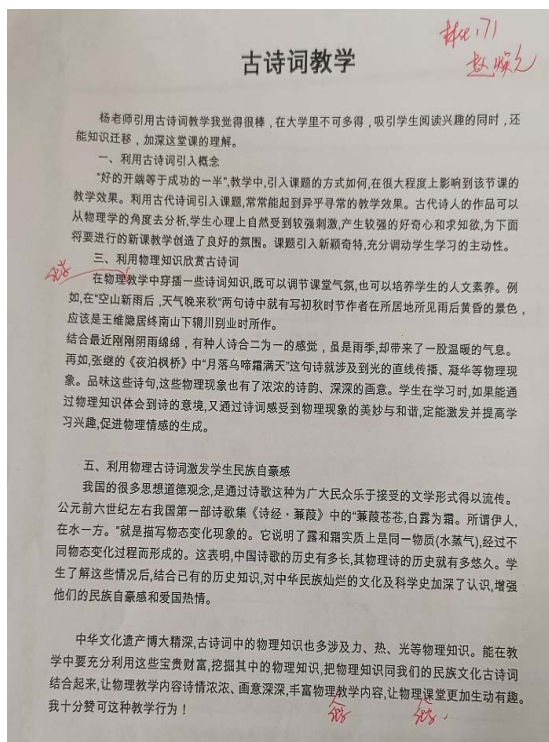 林化171
古诗词教学
杨老师引用古诗词教学我觉得很棒，在大学里不可多得，吸引学生阅读兴趣的同时，还
能知识迁移，加深这堂课的理解。
一、利用古诗词引入概念
“好的开端等于成功的一半”,教学中,引入课题的方式如何,在很大程度上影响到该节课的
教学效果。利用古代诗词引入课题,常常能起到异乎寻常的教学效果。古代诗人的作品可以
从物理学的角度去分析,学生心理上自然受到较强刺激,产生较强的好奇心和求知欲,为下面
将要进行的新课教学创造了良好的氛围。课题引入新颖奇特,充分调动学生学习的主动性。
三、利用物理知识欣赏古诗词
化学
在物理教学中穿插一些诗词知识,既可以调节课堂气氛,也可以培养学生的人文素养。例
如,在“空山新雨后,天气晚来秋”两句诗中就有写初秋时节作者在所居地所见雨后黄昏的景色，
应该是王维隐居终南山下辋川别业时所作。
结合最近刚刚阴雨绵绵，有种人诗合二为一的感觉，虽是雨季,却带来了一股温暖的气息。
再如,张继的《夜泊枫桥》中“月落乌啼霜满天”这句诗就涉及到光的直线传播、凝华等物理现
象。品味这些诗句,这些物理现象也有了浓浓的诗韵、深深的画意。学生在学习时,如果能通
过物理知识体会到诗的意境,又通过诗词感受到物理现象的美妙与和谐,定能激发并提高学
习兴趣,促进物理情感的生成。
五、利用物理古诗词激发学生民族自豪感
我国的很多思想道德观念,是通过诗歌这种为广大民众乐于接受的文学形式得以流传。
公元前六世纪左右我国第一部诗歌集《诗经·蒹葭》中的“蒹葭苍苍,白露为霜。所谓伊人,
在水一方。”就是描写物态变化现象的。它说明了露和霜实质上是同一物质(水蒸气),经过不
同物态变化过程而形成的。这表明,中国诗歌的历史有多长,其物理诗的历史就有多悠久。学
生了解这些情况后,结合已有的历史知识,对中华民族灿烂的文化及科学史加深了认识,增强
他们的民族自豪感和爱国热情。
中华文化遗产博大精深,古诗词中的物理知识也多涉及力、热、光等物理知识。能在教
学中要充分利用这些宝贵财富,挖掘其中的物理知识,把物理知识同我们的民族文化古诗词
结合起来,让物理教学内容诗情浓浓、画意深深,丰富物理教学内容,让物理课堂更加生动有趣。
我十分赞可这种教学行为！
化学 化学